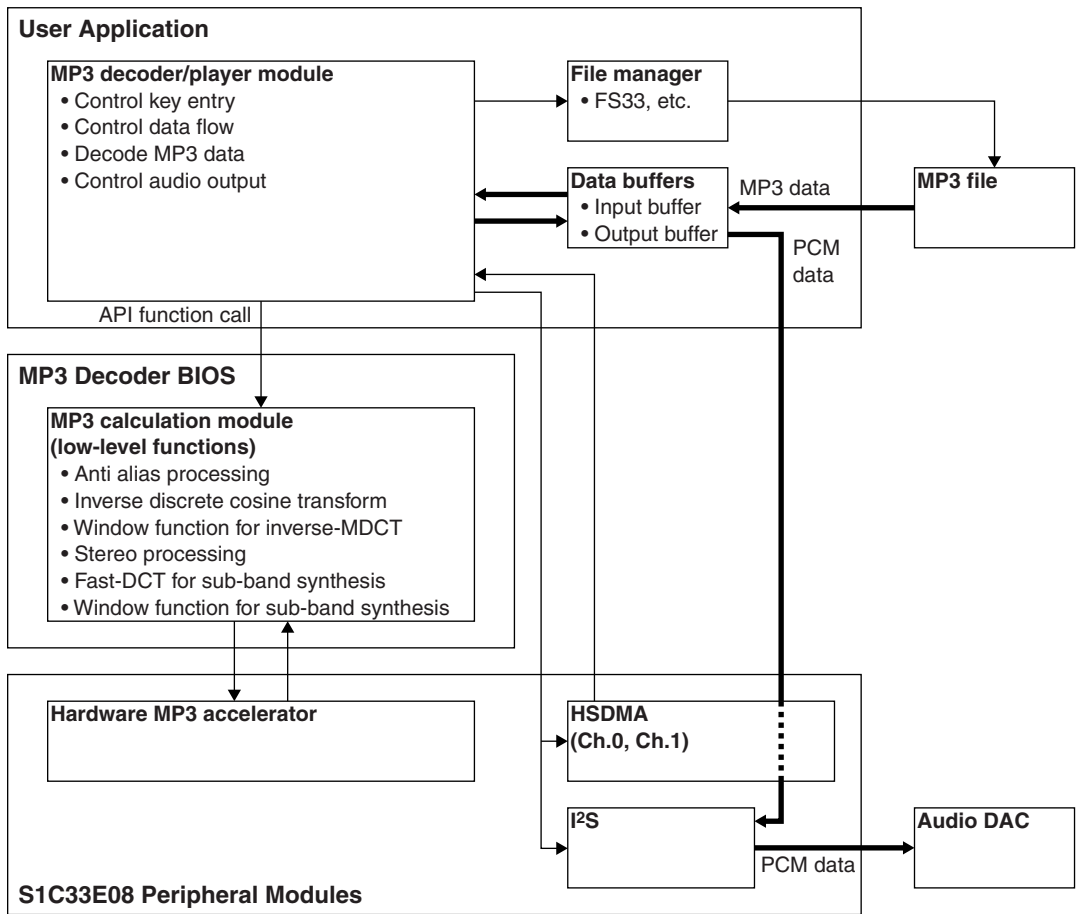 User Application
MP3 decoder/player module
• Control key entry
• Control data flow
• Decode MP3 data
• Control audio output
File manager
• FS33, etc.
Data buffers
• Input buffer
• Output buffer
MP3 data
MP3 file
PCM
data
API function call
MP3 Decoder BIOS
MP3 calculation module
(low-level functions)
• Anti alias processing
• Inverse discrete cosine transform
• Window function for inverse-MDCT
• Stereo processing
• Fast-DCT for sub-band synthesis
• Window function for sub-band synthesis
Hardware MP3 accelerator
HSDMA
(Ch.0, Ch.1)
I²S
PCM data
Audio DAC
S1C33E08 Peripheral Modules